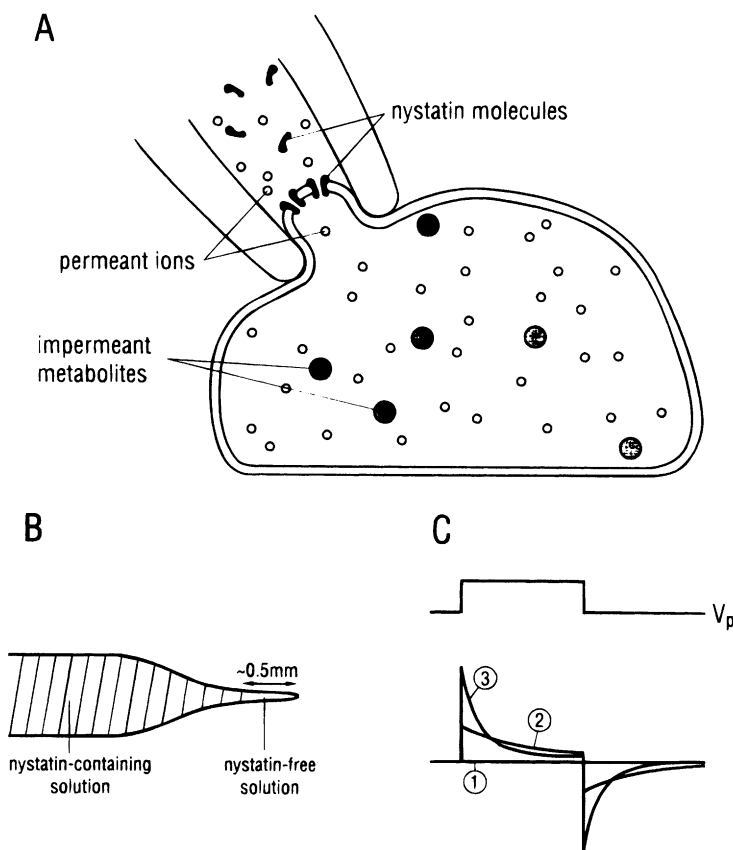 A
nystatin molecules
permeant ions
impermeant
metabolites
B
C
Vp
~0.5mm
3
2
nystatin-containing
solution
nystatin-free
solution
1